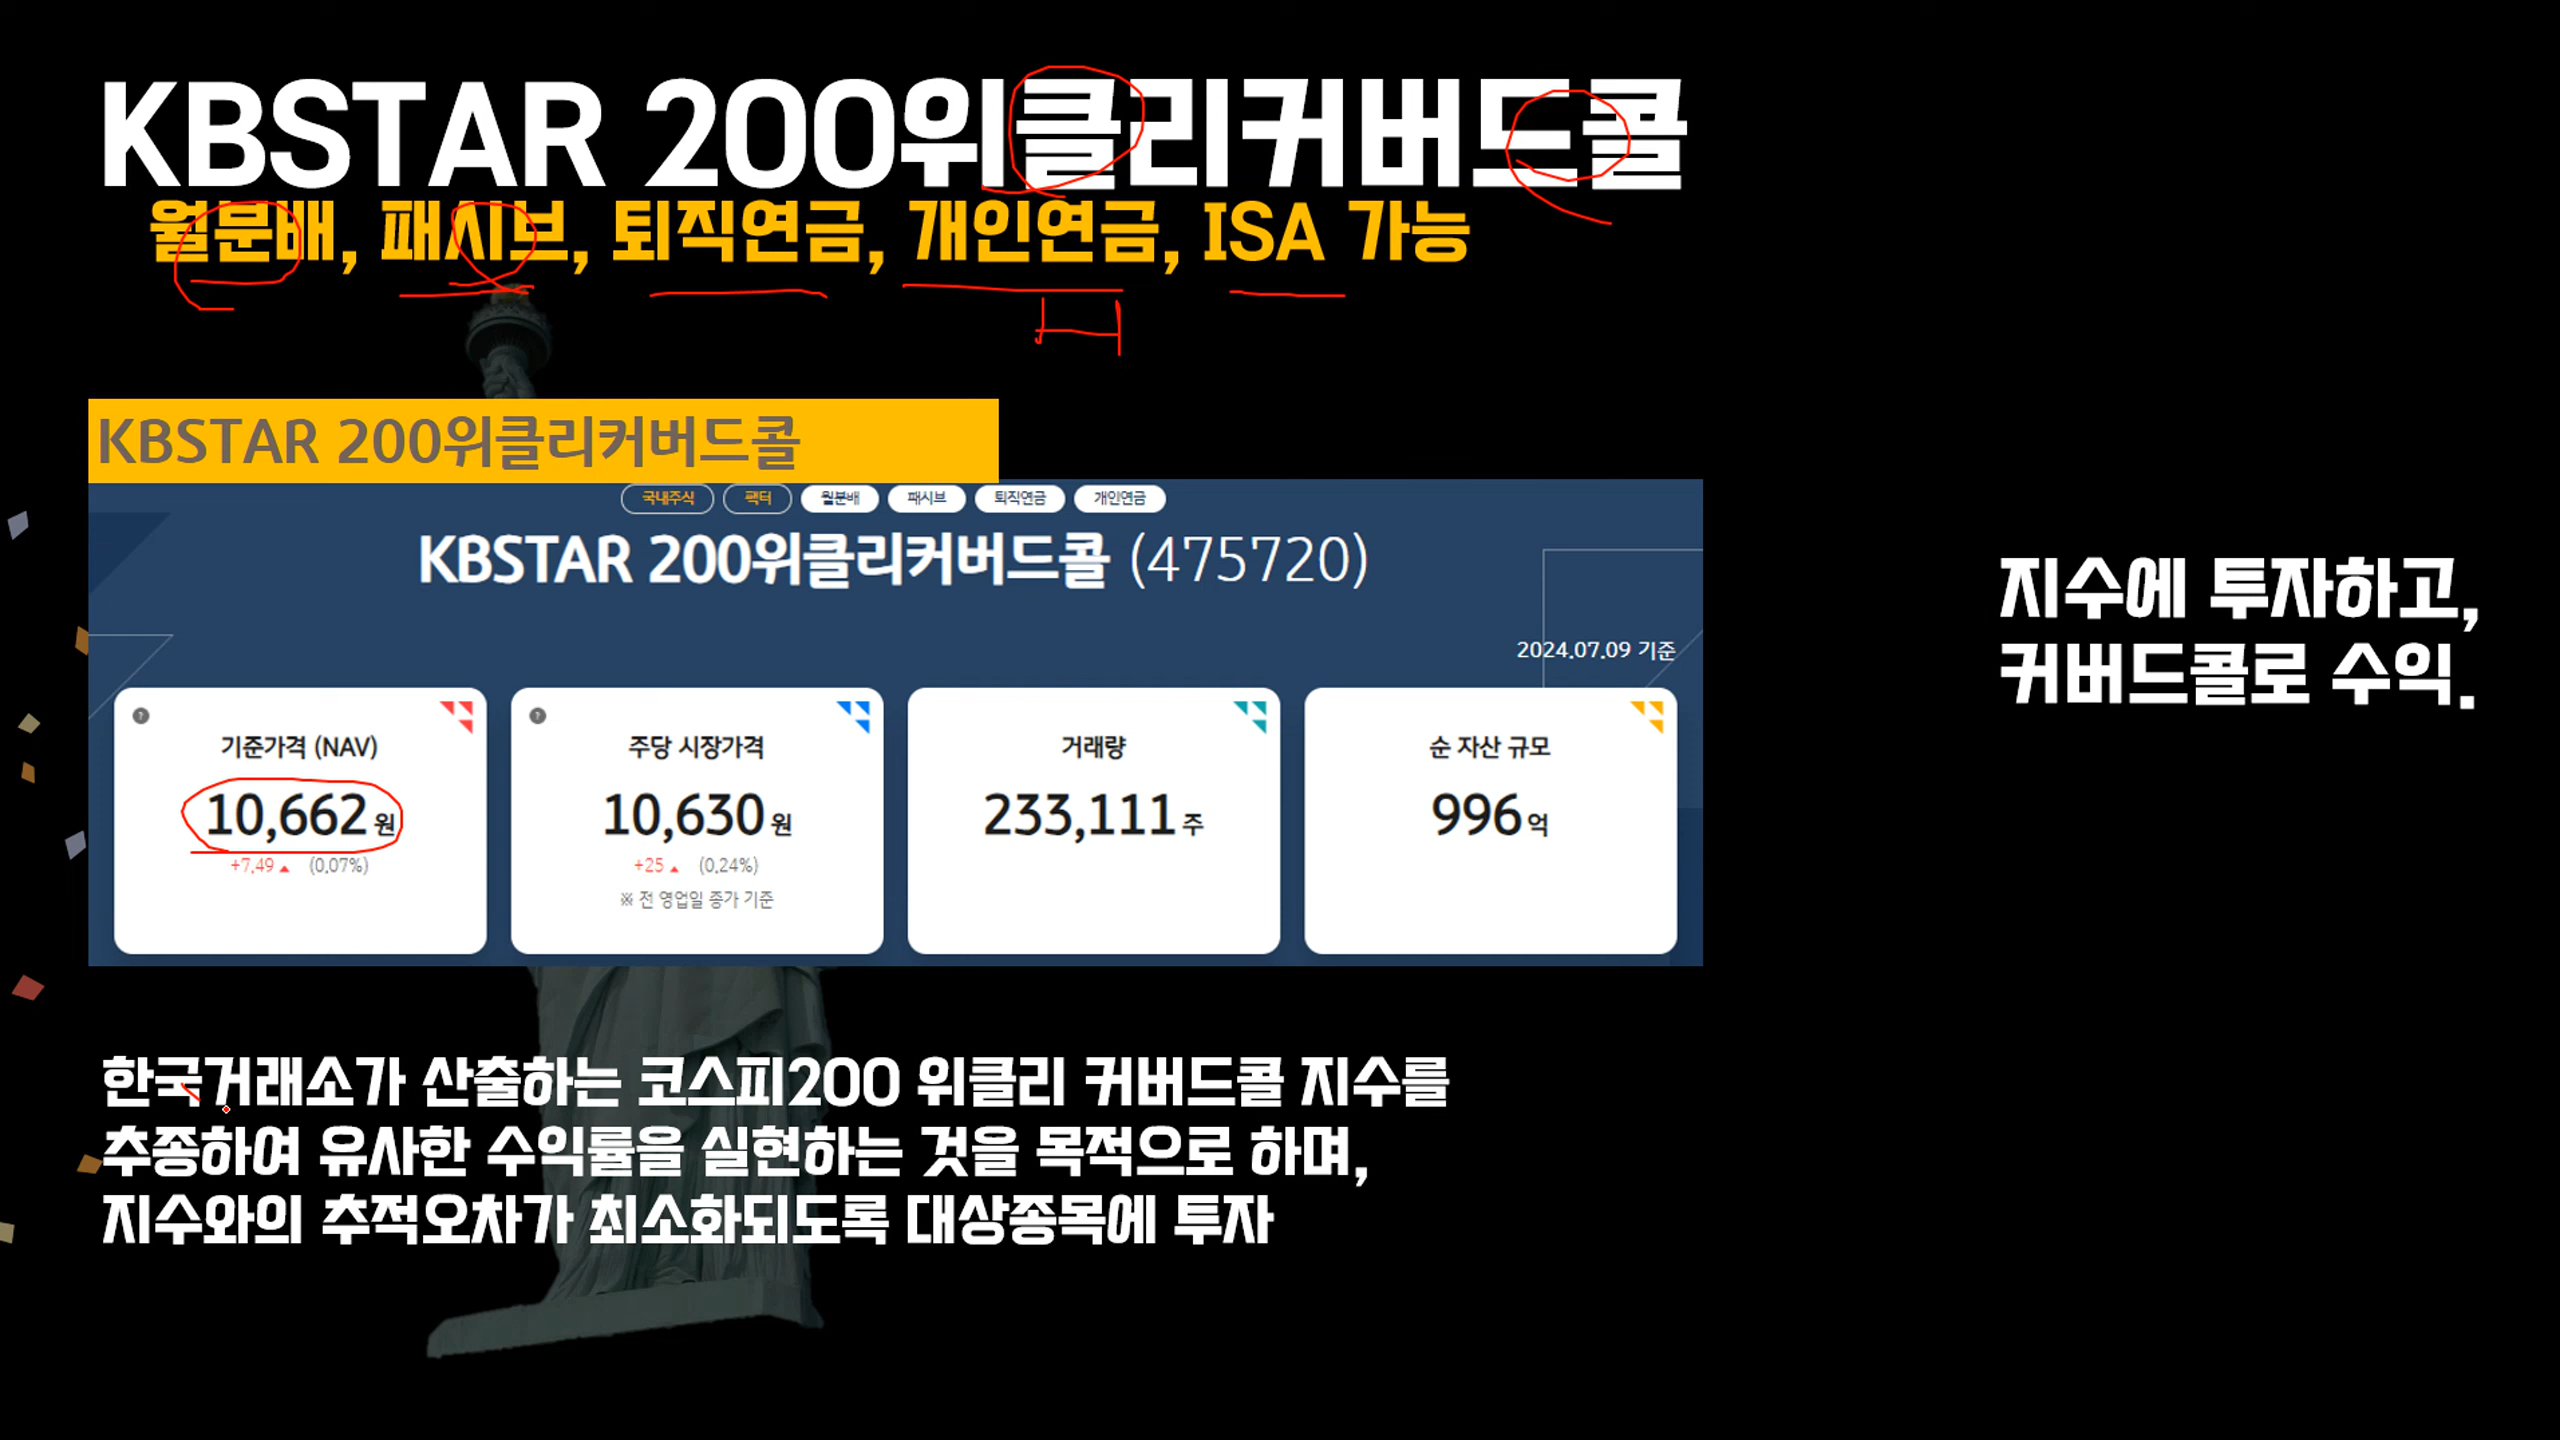 KBSTAR 200위클리커버드콜
월분배, 패시브, 퇴직연금, 개인연금, ISA 가능
KBSTAR 200위클리커버드콜
국내주식 팩터 월분배 패시브 퇴직연금 개인연금
KBSTAR 200위클리커버드콜 (475720)
2024.07.09 기준
기준가격 (NAV)
10,662 원
+7.49 ▲ (0.07%)
주당 시장가격
10,630 원
+25 ▲ (0.24%)
※ 전 영업일 종가 기준
거래량
233,111 주
순 자산 규모
996 억
지수에 투자하고,
커버드콜로 수익.
한국거래소가 산출하는 코스피200 위클리 커버드콜 지수를
추종하여 유사한 수익률을 실현하는 것을 목적으로 하며,
지수와의 추적오차가 최소화되도록 대상종목에 투자